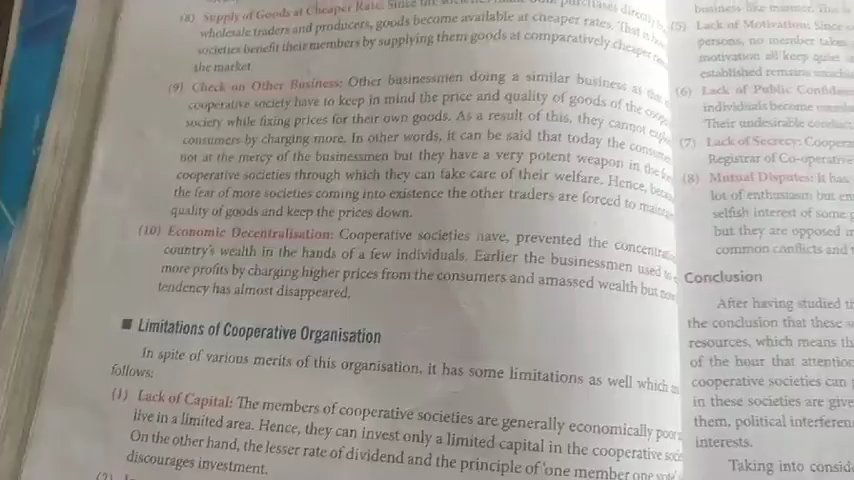 (8) Supply of Goods at Cheaper Rate: Since the
purchases directly
wholesale traders and producers, goods become available at cheaper rates. That is
societies benefit their members by supplying them goods at comparatively cheaper
the market.
(9) Check on Other Business: Other businessmen doing a similar business as
cooperative society have to keep in mind the price and quality of goods of the
society while fixing prices for their own goods. As a result of this, they cannot
consumers by charging more. In other words, it can be said that today the
not at the mercy of the businessmen but they have a very potent weapon in the
cooperative societies through which they can take care of their welfare. Hence,
the fear of more societies coming into existence the other traders are forced to
quality of goods and keep the prices down.
(10) Economic Decentralisation: Cooperative societies have, prevented the
country's wealth in the hands of a few individuals. Earlier the businessmen used
more profits by charging higher prices from the consumers and amassed wealth but
tendency has almost disappeared.
Limitations of Cooperative Organisation
In spite of various merits of this organisation, it has some limitations as well which
follows:
(1) Lack of Capital: The members of cooperative societies are generally economically poor
live in a limited area. Hence, they can invest only a limited capital in the cooperative
On the other hand, the lesser rate of dividend and the principle of 'one member one
discourages investment.
(2)
business-like manner.
(5) Lack of Motivation: Since
persons, no member takes
motivation all keep quiet
established remains
(6) Lack of Public
individuals become
Their undesirable
(7) Lack of Secrecy:
Registrar of Co-operative
(8) Mutual Disputes: It has
lot of enthusiasm but
selfish interest of some
but they are opposed
common conflicts and
Conclusion
After having studied
the conclusion that these
resources, which means
of the hour that
cooperative societies can
in these societies are
them, political
interests.
Taking into